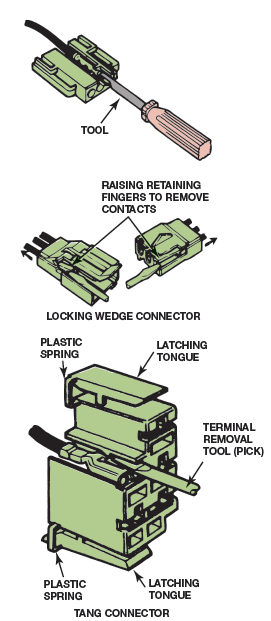 TOOL
RAISING RETAINING
FINGERS TO REMOVE
CONTACTS
LOCKING WEDGE CONNECTOR
PLASTIC
SPRING
LATCHING
TONGUE
TERMINAL
REMOVAL
TOOL (PICK)
PLASTIC
SPRING
LATCHING
TONGUE
TANG CONNECTOR